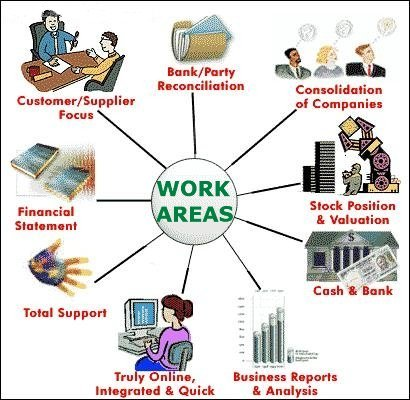 Customer/Supplier
Focus
Bank/Party
Reconciliation
Consolidation
of Companies
WORK
AREAS
Financial
Statement
Stock Position
& Valuation
$
Cash & Bank
Total Support
Truly Online,
Integrated & Quick
Business Reports
& Analysis